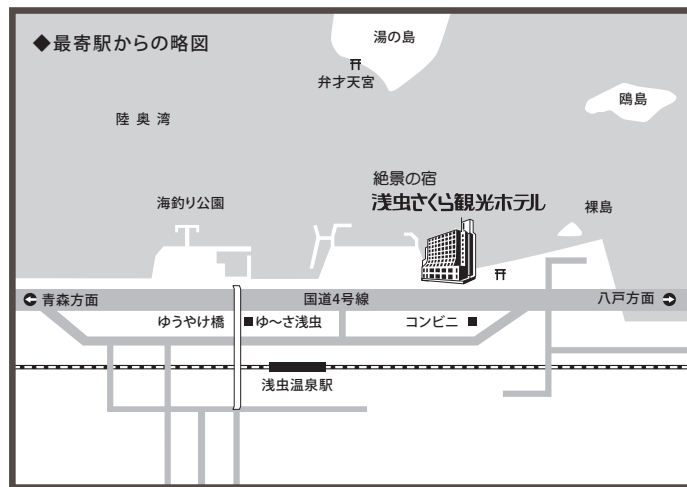 ◆最寄駅からの略図
湯の島
弁才天宮
鴎島
陸奥湾
絶景の宿
浅虫さくら観光ホテル
海釣り公園
裸島
青森方面
国道4号線
八戸方面
ゆうやけ橋
ゆ〜さ浅虫
コンビニ
浅虫温泉駅